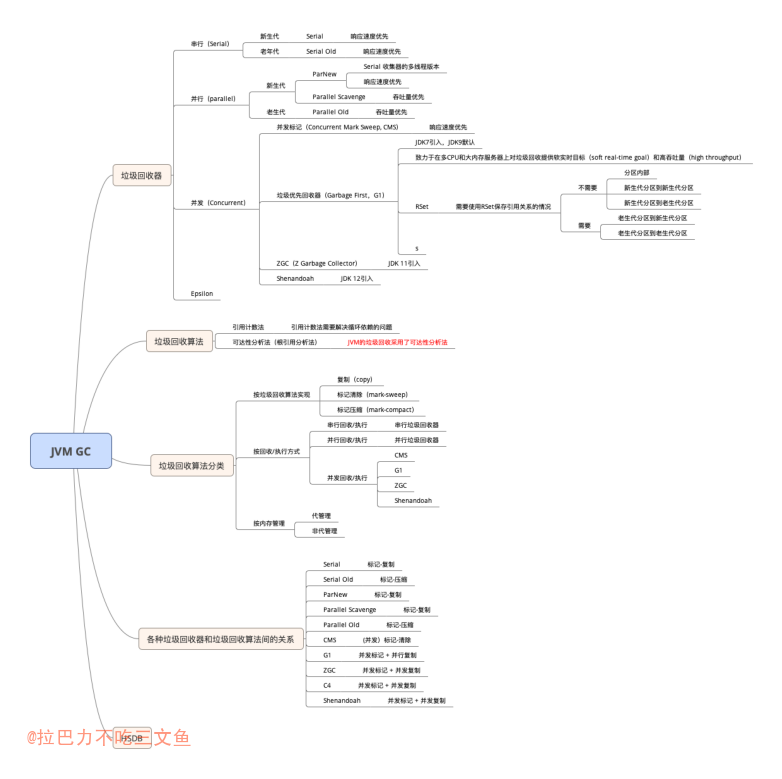 JVM GC
垃圾回收器
串行（Serial）
新生代 Serial 响应速度优先
老年代 Serial Old 响应速度优先
并行（parallel）
新生代
ParNew
Serial 收集器的多线程版本
响应速度优先
Parallel Scavenge 吞吐量优先
老生代 Parallel Old 吞吐量优先
并发（Concurrent）
并发标记（Concurrent Mark Sweep, CMS） 响应速度优先
垃圾优先回收器（Garbage First，G1）
JDK7引入，JDK9默认
致力于在多CPU和大内存服务器上对垃圾回收提供软实时目标（soft real-time goal）和高吞吐量（high throughput）
RSet 需要使用RSet保存引用关系的情况
不需要
分区内部
新生代分区到新生代分区
新生代分区到老生代分区
需要
老生代分区到新生代分区
老生代分区到老生代分区
s
ZGC（Z Garbage Collector） JDK 11引入
Shenandoah JDK 12引入
Epsilon
垃圾回收算法
引用计数法 引用计数法需要解决循环依赖的问题
可达性分析法（根引用分析法） JVM的垃圾回收采用了可达性分析法
垃圾回收算法分类
按垃圾回收算法实现
复制（copy）
标记清除（mark-sweep）
标记压缩（mark-compact）
按回收/执行方式
串行回收/执行 串行垃圾回收器
并行回收/执行 并行垃圾回收器
并发回收/执行
CMS
G1
ZGC
Shenandoah
按内存管理
代管理
非代管理
各种垃圾回收器和垃圾回收算法间的关系
Serial 标记-复制
Serial Old 标记-压缩
ParNew 标记-复制
Parallel Scavenge 标记-复制
Parallel Old 标记-压缩
CMS （并发）标记-清除
G1 并发标记 + 并行复制
ZGC 并发标记 + 并发复制
C4 并发标记 + 并发复制
Shenandoah 并发标记 + 并发复制
HSDB
@拉巴力不吃三文鱼